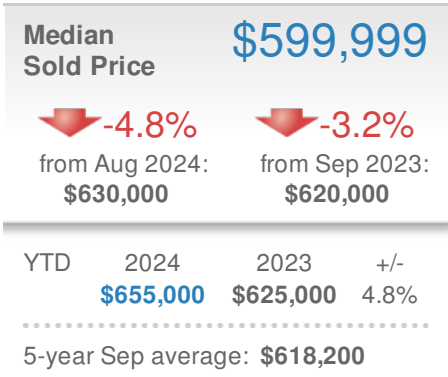 Median
Sold Price
$599,999
-4.8% -3.2%
from Aug 2024: from Sep 2023:
$630,000 $620,000
YTD 2024 2023 +/-
$655,000 $625,000 4.8%
5-year Sep average: $618,200